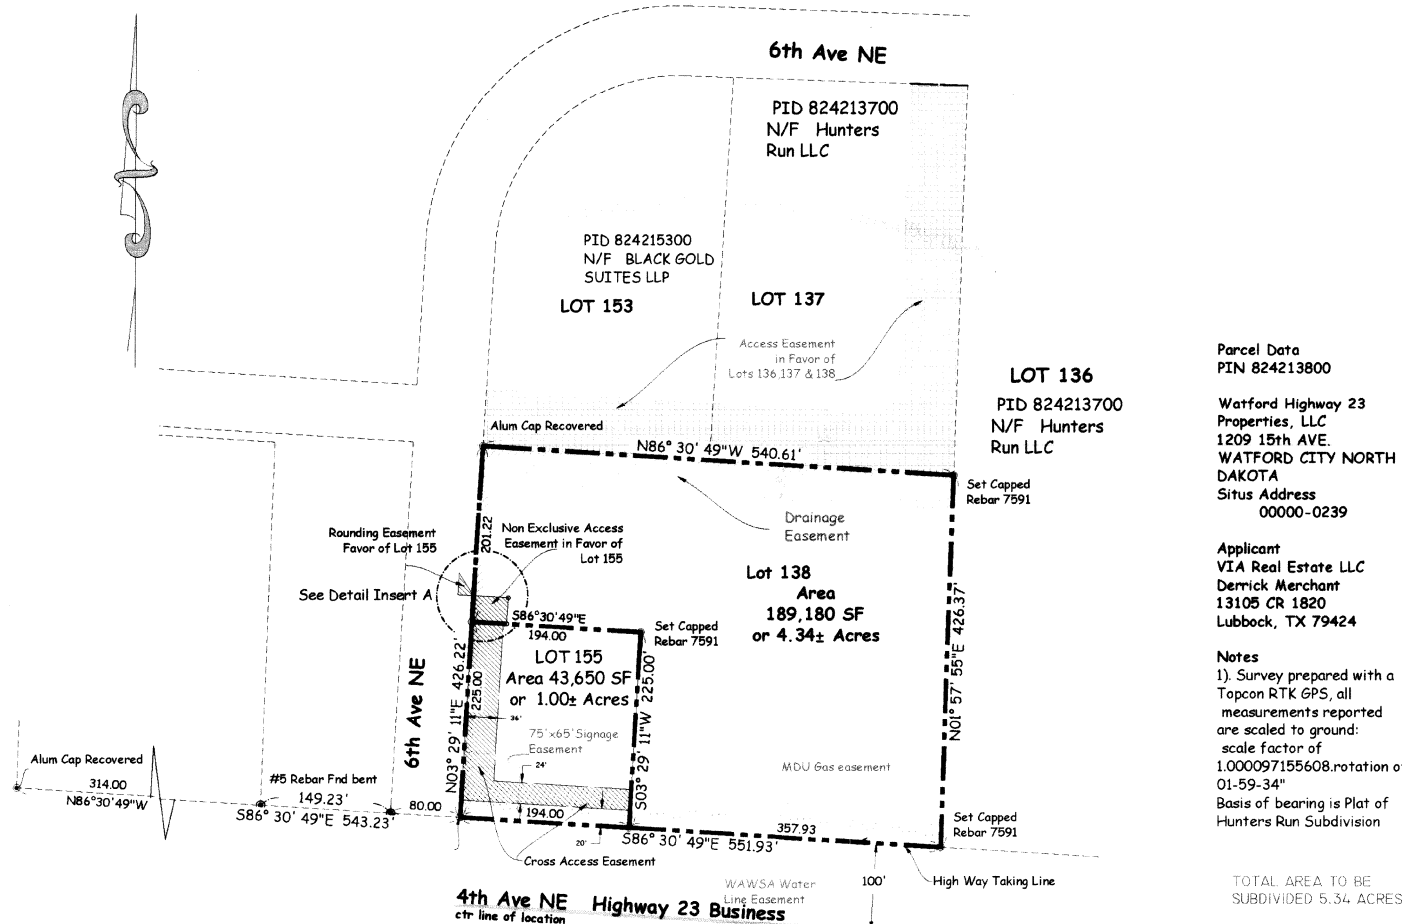 6th Ave NE
PID 824213700
N/F Hunters
Run LLC
PID 824215300
N/F BLACK GOLD
SUITES LLP
LOT 153
LOT 137
Access Easement
in Favor of
Lots 136,137 & 138
LOT 136
PID 824213700
N/F Hunters
Run LLC
Alum Cap Recovered
N86° 30' 49"W 540.61'
Set Capped
Rebar 7591
Drainage
Easement
201.22
Rounding Easement
Favor of Lot 155
Non Exclusive Access
Easement in Favor of
Lot 155
See Detail Insert A
S86°30'49"E
194.00
Set Capped
Rebar 7591
Lot 138
Area
189,180 SF
or 4.34± Acres
LOT 155
Area 43,650 SF
or 1.00± Acres
N03° 29' 11"E 426.22'
225.00
36'
S03° 29' 11"W 225.00'
N01° 57' 55"E 426.37'
75'x65' Signage
Easement
24'
6th Ave NE
MDU Gas easement
Alum Cap Recovered
314.00
N86°30'49"W
#5 Rebar Fnd bent
149.23'
S86° 30' 49"E 543.23'
80.00
194.00
20'
357.93
S86° 30' 49"E 551.93'
Set Capped
Rebar 7591
Cross Access Easement
WAWSA Water
Line Easement
100'
High Way Taking Line
4th Ave NE Highway 23 Business
ctr line of location
Parcel Data
PIN 824213800
Watford Highway 23
Properties, LLC
1209 15th AVE.
WATFORD CITY NORTH
DAKOTA
Situs Address
00000-0239
Applicant
VIA Real Estate LLC
Derrick Merchant
13105 CR 1820
Lubbock, TX 79424
Notes
1). Survey prepared with a
Topcon RTK GPS, all
measurements reported
are scaled to ground:
scale factor of
1.000097155608.rotation o
01-59-34"
Basis of bearing is Plat of
Hunters Run Subdivision
TOTAL AREA TO BE
SUBDIVIDED 5.34 ACRES